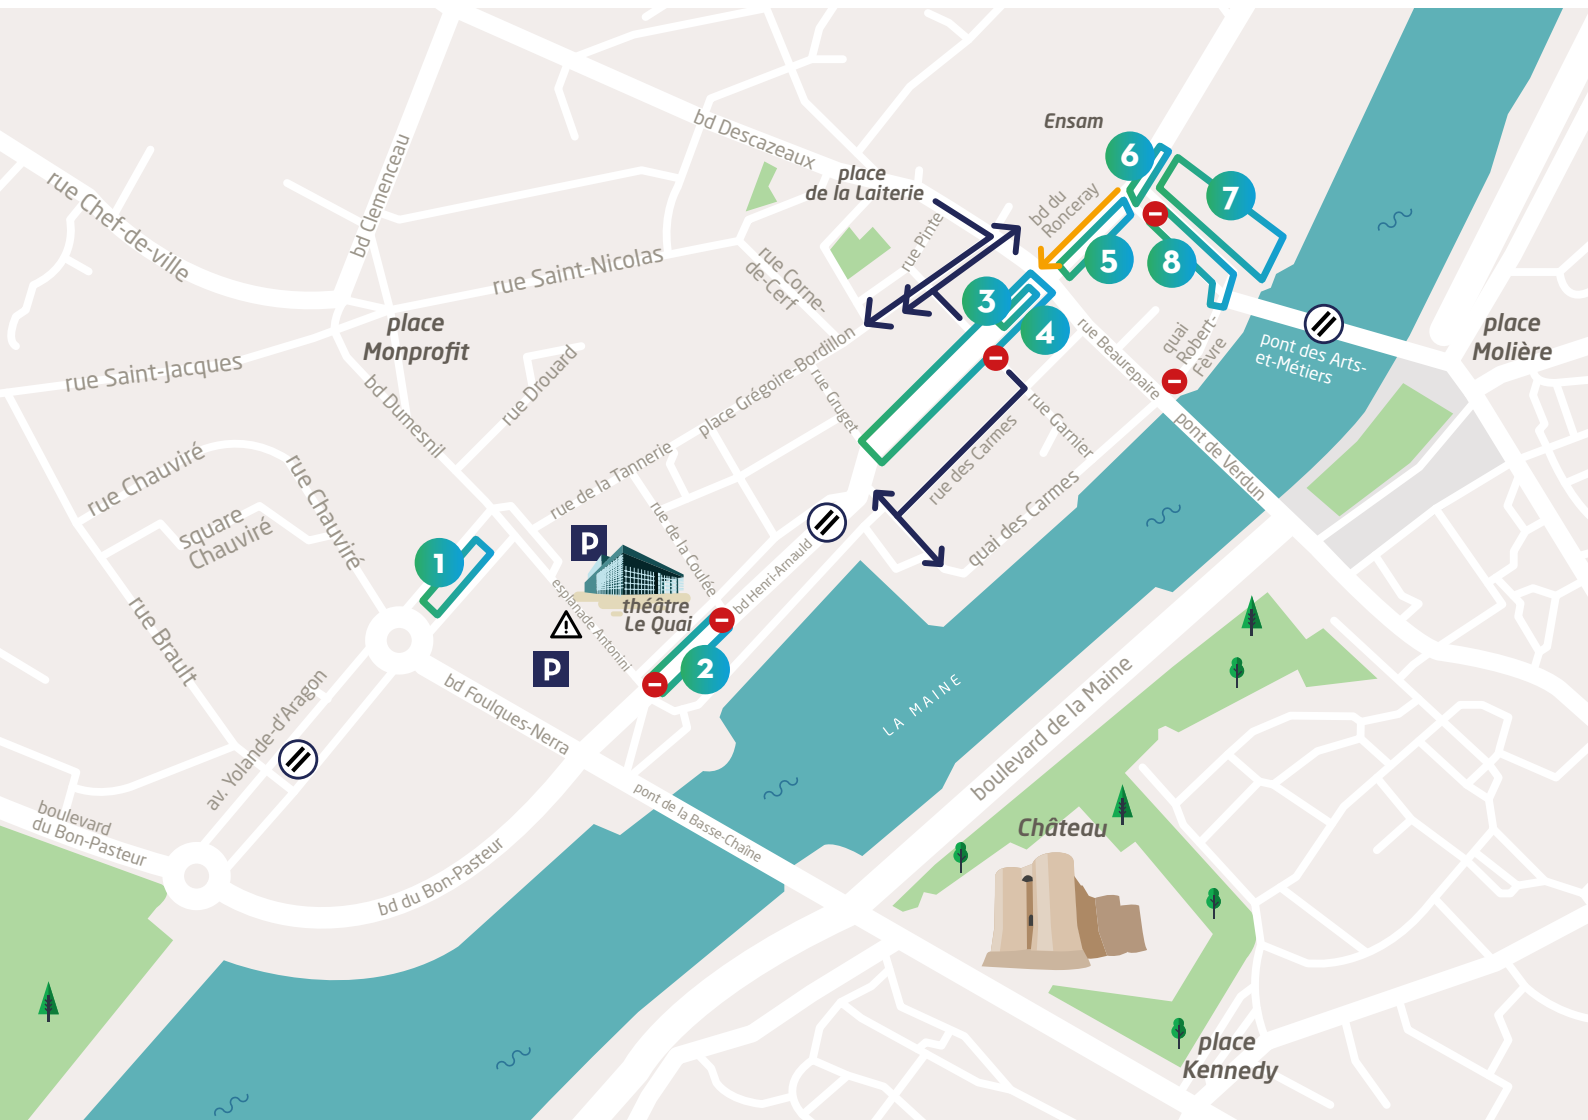 Ensam
bd Descazeaux
place
de la Laiterie
6
7
rue Chef-de-ville
bd Clemenceau
bd du
Ronceray
rue Pinte
5
8
rue Saint-Nicolas
rue Corne-
de-Cerf
3
4
place
Monprofit
rue Beaurepaire
quai
Robert-
Fèvre
pont des Arts-
et-Métiers
place
Molière
rue Saint-Jacques
bd Dumesnil
rue Drouard
place Grégoire-Bordillon
rue Gruget
rue Garnier
rue des Carmes
pont de Verdun
rue Chauviré
rue Chauviré
rue de la Tannerie
square
Chauviré
rue de la Coulée
quai des Carmes
1
P
bd Henri-Arnauld
esplanade Antonini
théâtre
Le Quai
!
P
2
rue Brault
av. Yolande-d'Aragon
bd Foulques-Nerra
LA MAINE
boulevard de la Maine
pont de la Basse-Chaîne
boulevard
du Bon-Pasteur
bd du Bon-Pasteur
Château
place
Kennedy